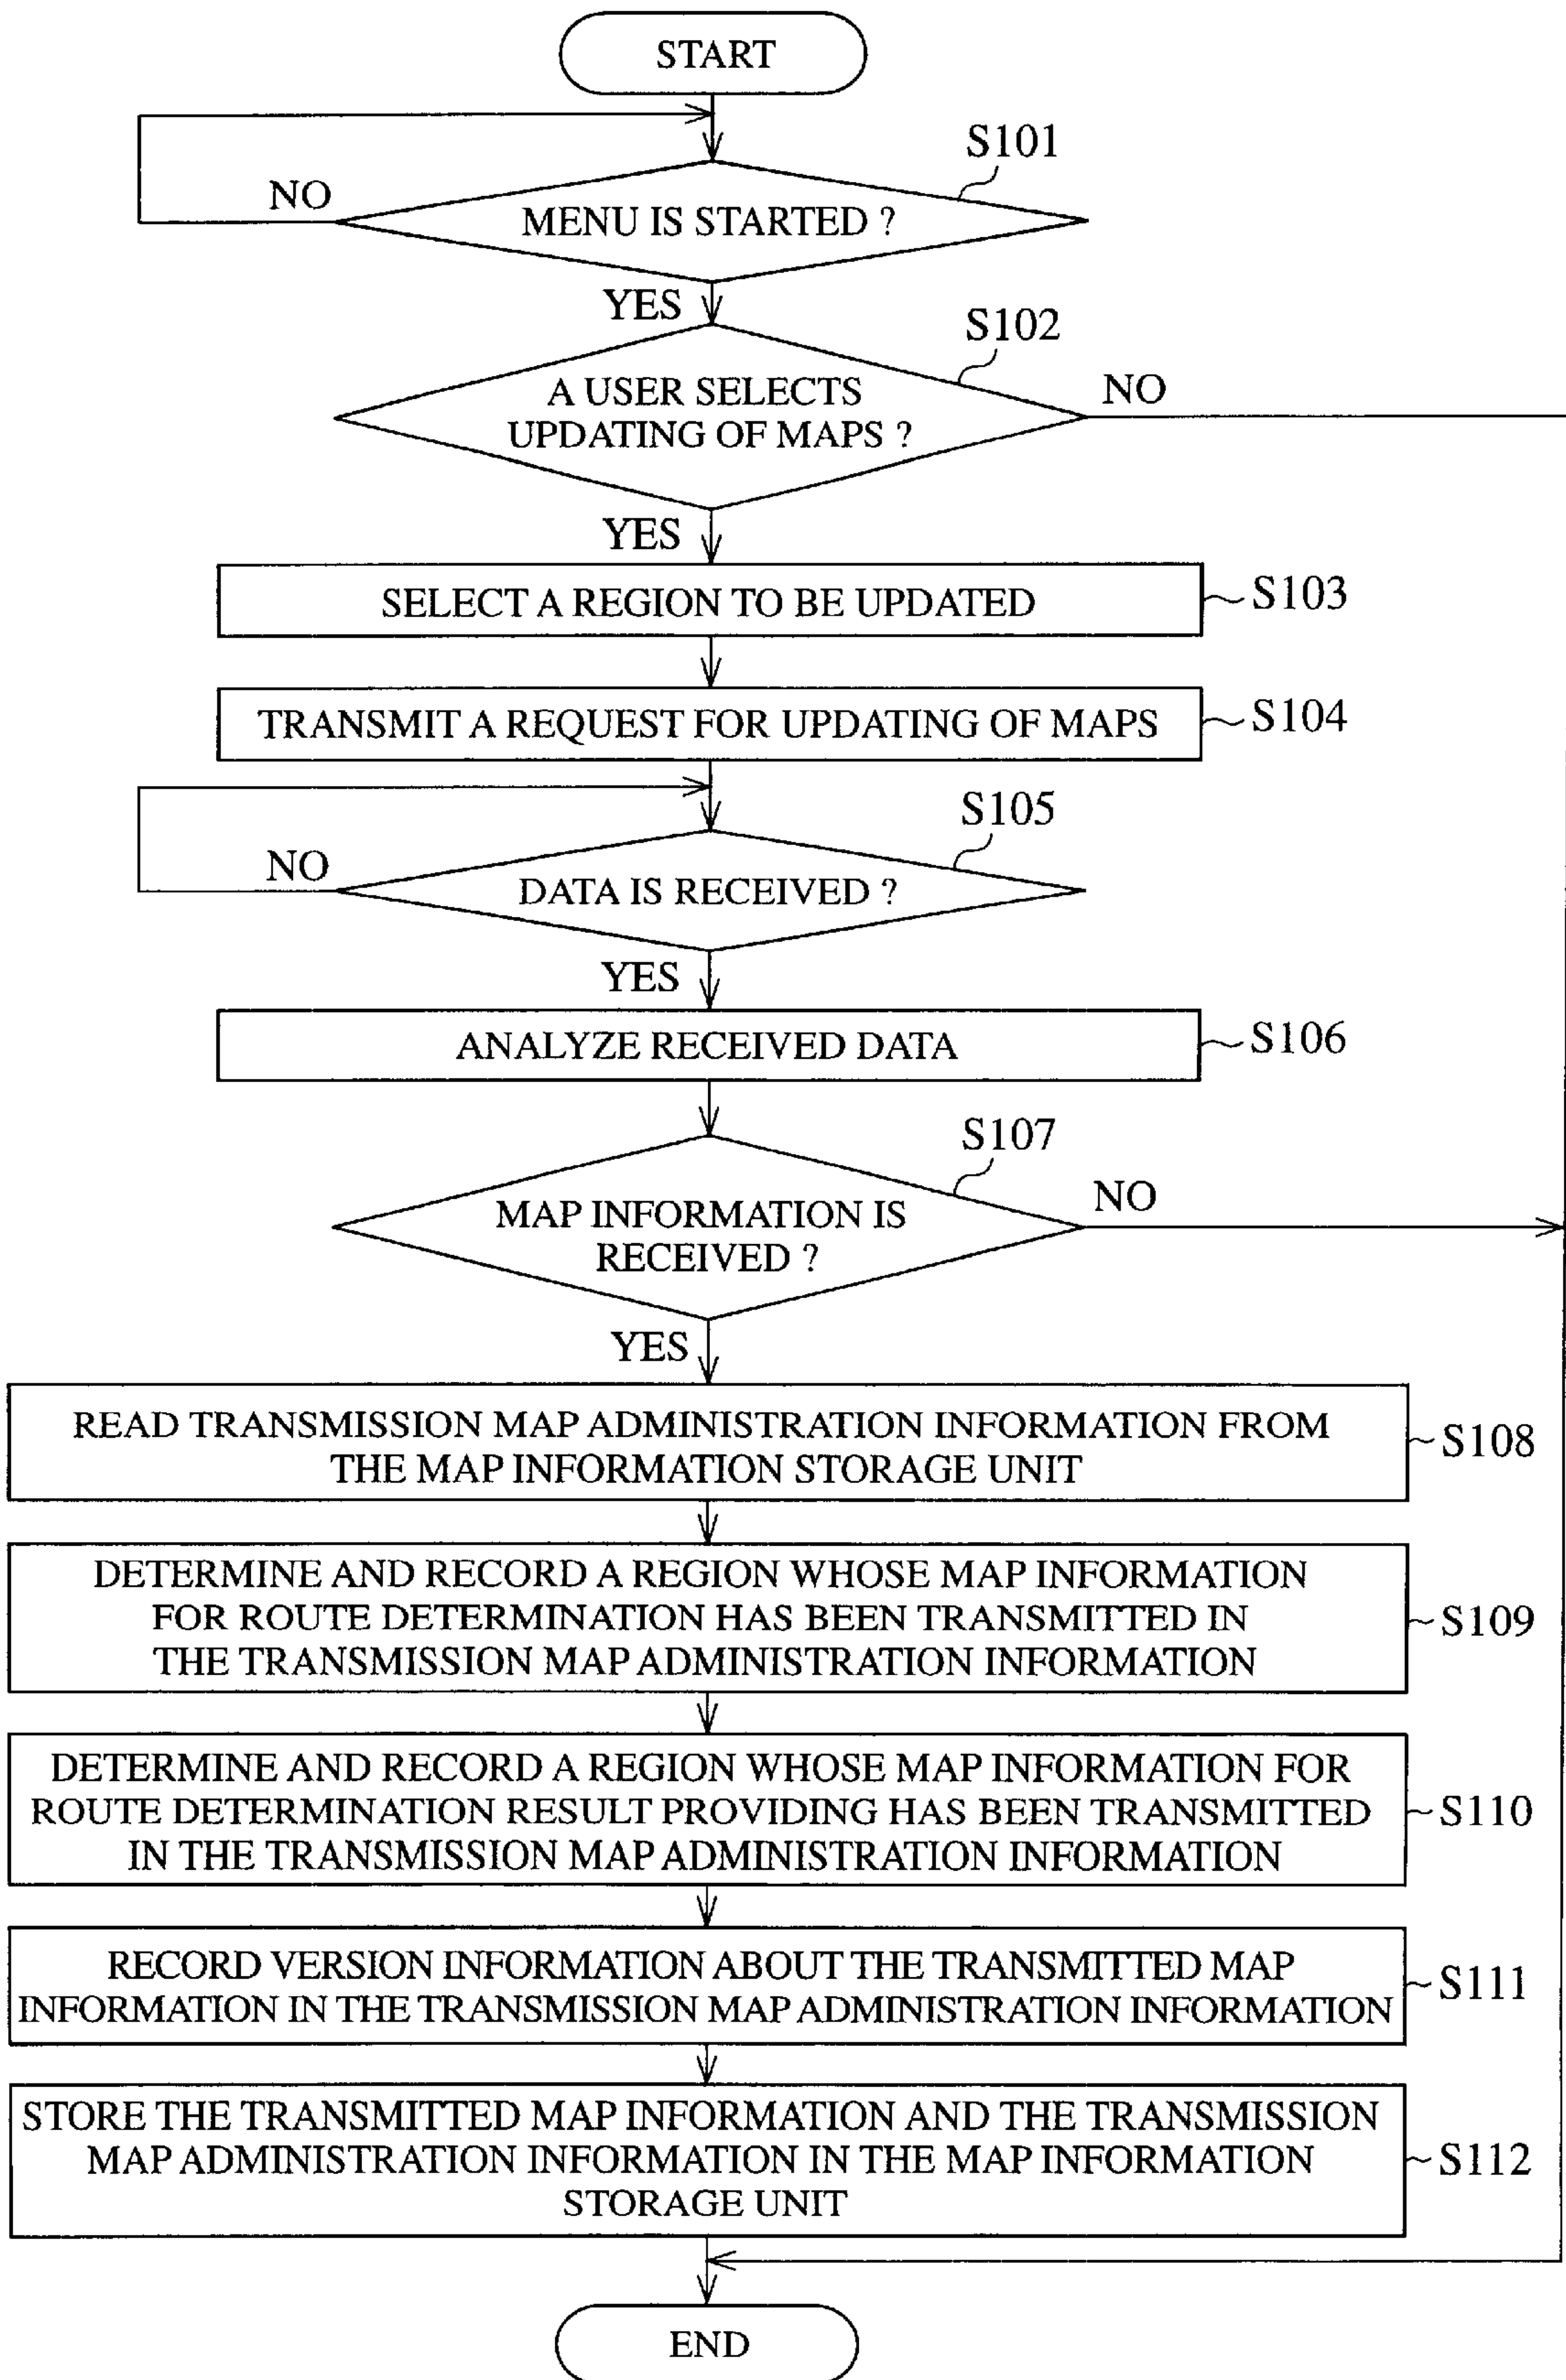 START
S101
NO
MENU IS STARTED ?
YES
S102
A USER SELECTS
UPDATING OF MAPS ?
NO
YES
SELECT A REGION TO BE UPDATED
S103
TRANSMIT A REQUEST FOR UPDATING OF MAPS
S104
S105
NO
DATA IS RECEIVED ?
YES
ANALYZE RECEIVED DATA
S106
S107
NO
MAP INFORMATION IS
RECEIVED ?
YES
READ TRANSMISSION MAP ADMINISTRATION INFORMATION FROM
THE MAP INFORMATION STORAGE UNIT
S108
DETERMINE AND RECORD A REGION WHOSE MAP INFORMATION
FOR ROUTE DETERMINATION HAS BEEN TRANSMITTED IN
THE TRANSMISSION MAP ADMINISTRATION INFORMATION
S109
DETERMINE AND RECORD A REGION WHOSE MAP INFORMATION FOR
ROUTE DETERMINATION RESULT PROVIDING HAS BEEN TRANSMITTED
IN THE TRANSMISSION MAP ADMINISTRATION INFORMATION
S110
RECORD VERSION INFORMATION ABOUT THE TRANSMITTED MAP
INFORMATION IN THE TRANSMISSION MAP ADMINISTRATION INFORMATION
S111
STORE THE TRANSMITTED MAP INFORMATION AND THE TRANSMISSION
MAP ADMINISTRATION INFORMATION IN THE MAP INFORMATION
STORAGE UNIT
S112
END